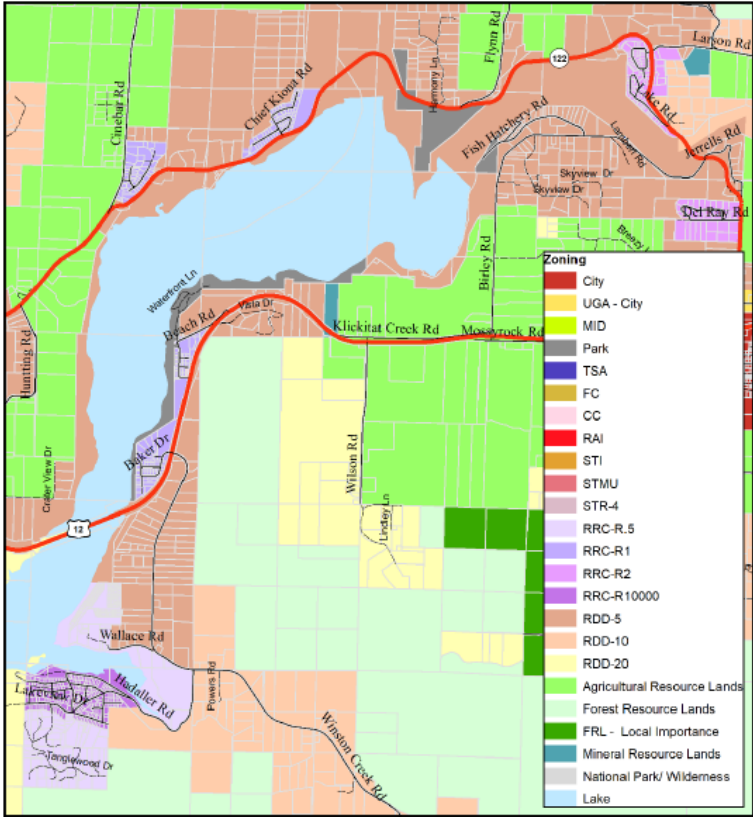 Larson Rd
Flynn Rd
Harmony Ln
122
Chief Kiona Rd
Cinebar Rd
Lake Rd
Fish Hatchery Rd
Lambert Rd
Jerrells Rd
Skyview Dr
Skyview Dr
Del Ray Rd
Birley Rd
Waterfront Ln
Vista Dr
Beach Rd
Klickitat Creek Rd
Mossyrock Rd
Huntting Rd
Baker Dr
Wilson Rd
Crater View Dr
Lindley Ln
12
Wallace Rd
Powers Rd
Hadaller Rd
Lakeview Dr
Winston Creek Rd
Tanglewood Dr
Zoning
City
UGA - City
MID
Park
TSA
FC
CC
RAI
STI
STMU
STR-4
RRC-R.5
RRC-R1
RRC-R2
RRC-R10000
RDD-5
RDD-10
RDD-20
Agricultural Resource Lands
Forest Resource Lands
FRL - Local Importance
Mineral Resource Lands
National Park/ Wilderness
Lake